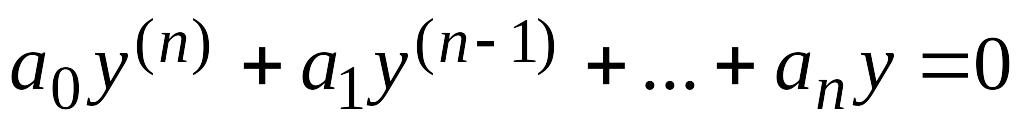 a₀y⁽ⁿ⁾ + a₁y⁽ⁿ⁻¹⁾ + ... + aₙy = 0